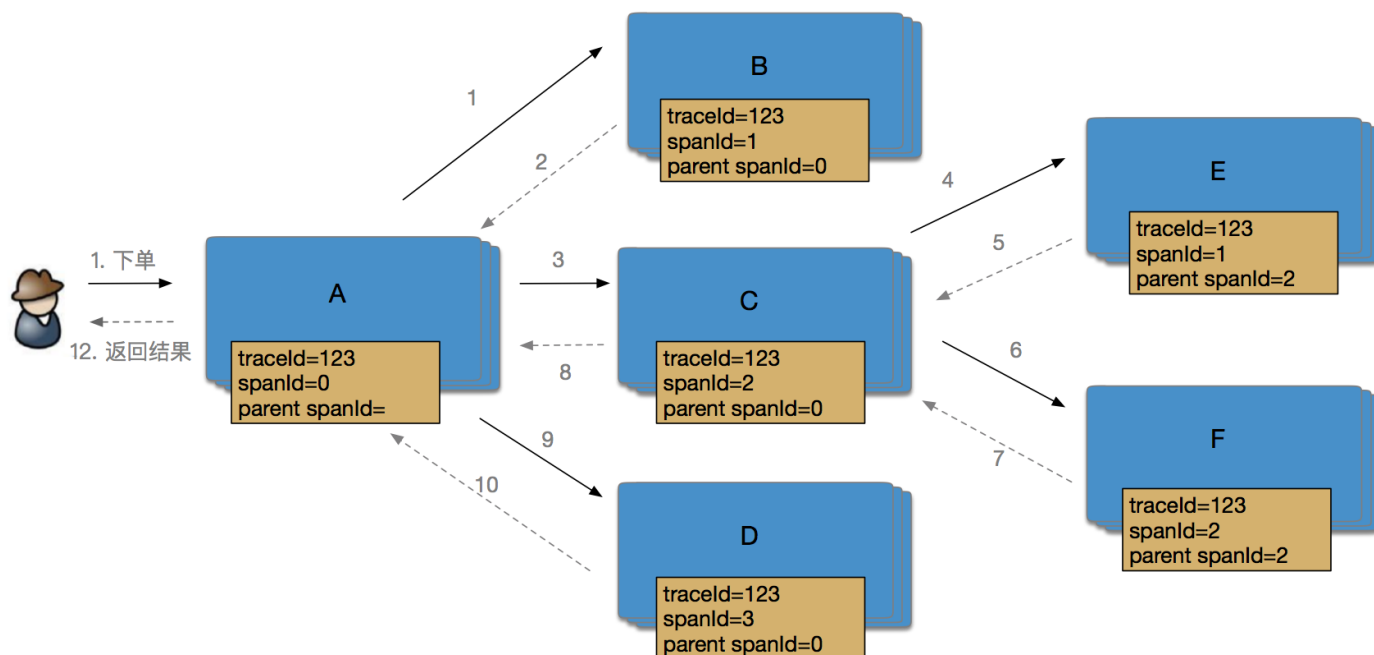 B
traceId=123
spanId=1
parent spanId=0
1
2
4
E
traceId=123
spanId=1
parent spanId=2
5
1. 下单
12. 返回结果
A
traceId=123
spanId=0
parent spanId=
3
8
C
traceId=123
spanId=2
parent spanId=0
6
7
F
traceId=123
spanId=2
parent spanId=2
9
10
D
traceId=123
spanId=3
parent spanId=0